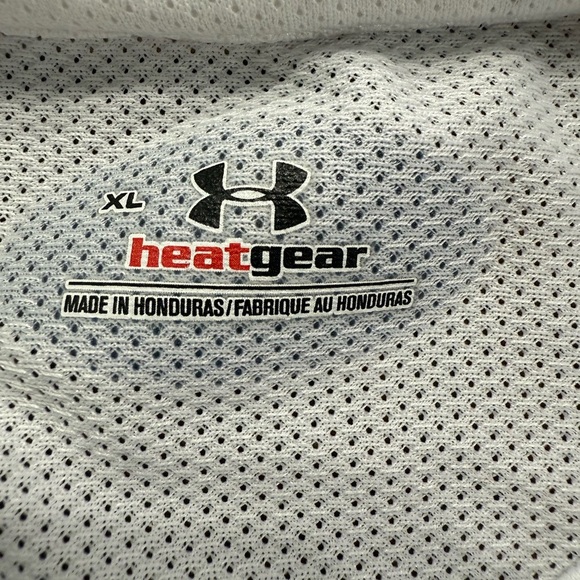 XL
heatgear
MADE IN HONDURAS/FABRIQUE AU HONDURAS